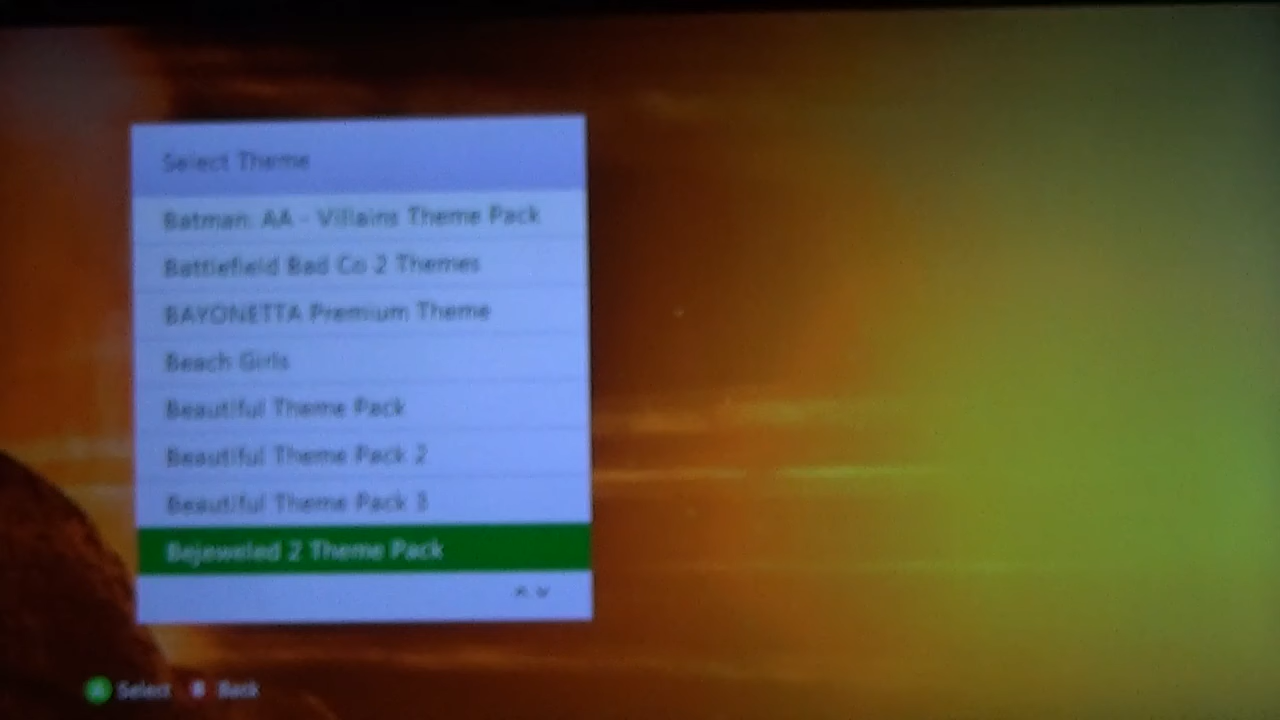 Select Theme
Batman: AA - Villains Theme Pack
Battlefield Bad Co 2 Themes
BAYONETTA Premium Theme
Beach Girls
Beautiful Theme Pack
Beautiful Theme Pack 2
Beautiful Theme Pack 3
Bejeweled 2 Theme Pack
A Select B Back